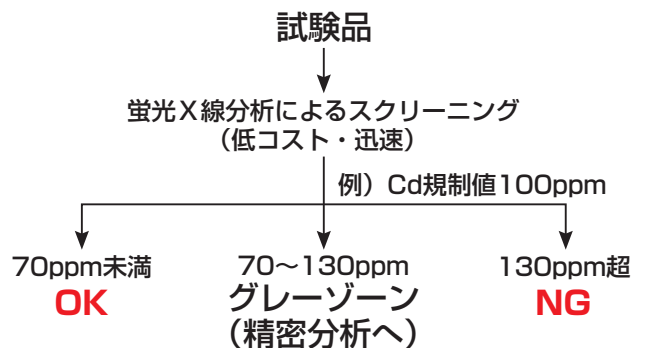 試験品
蛍光X線分析によるスクリーニング
（低コスト・迅速）
例）Cd規制値100ppm
70ppm未満
OK
70～130ppm
グレーゾーン
（精密分析へ）
130ppm超
NG